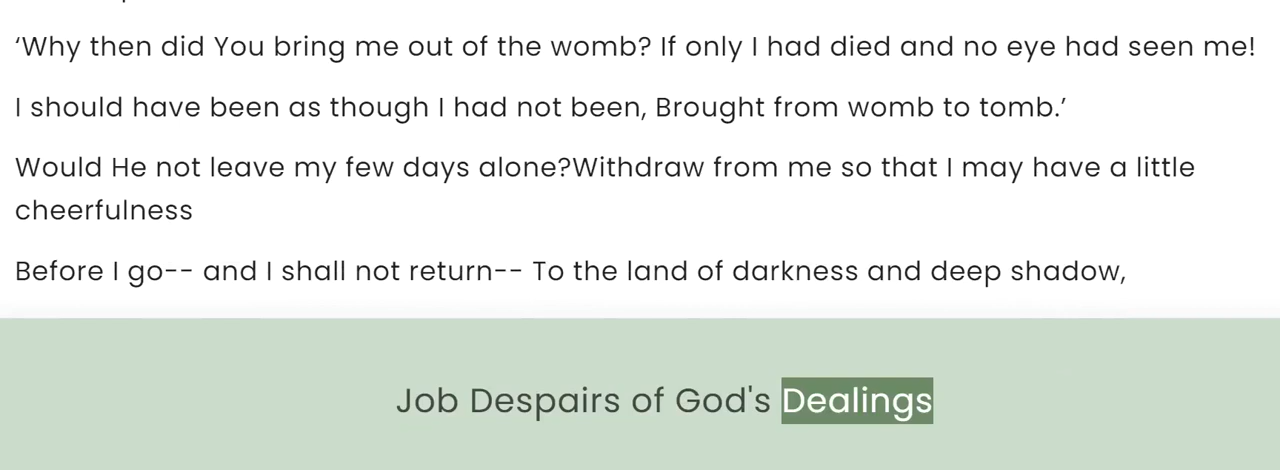 ‘Why then did You bring me out of the womb? If only I had died and no eye had seen me!
I should have been as though I had not been, Brought from womb to tomb.’
Would He not leave my few days alone?Withdraw from me so that I may have a little
cheerfulness
Before I go-- and I shall not return-- To the land of darkness and deep shadow,
Job Despairs of God's Dealings